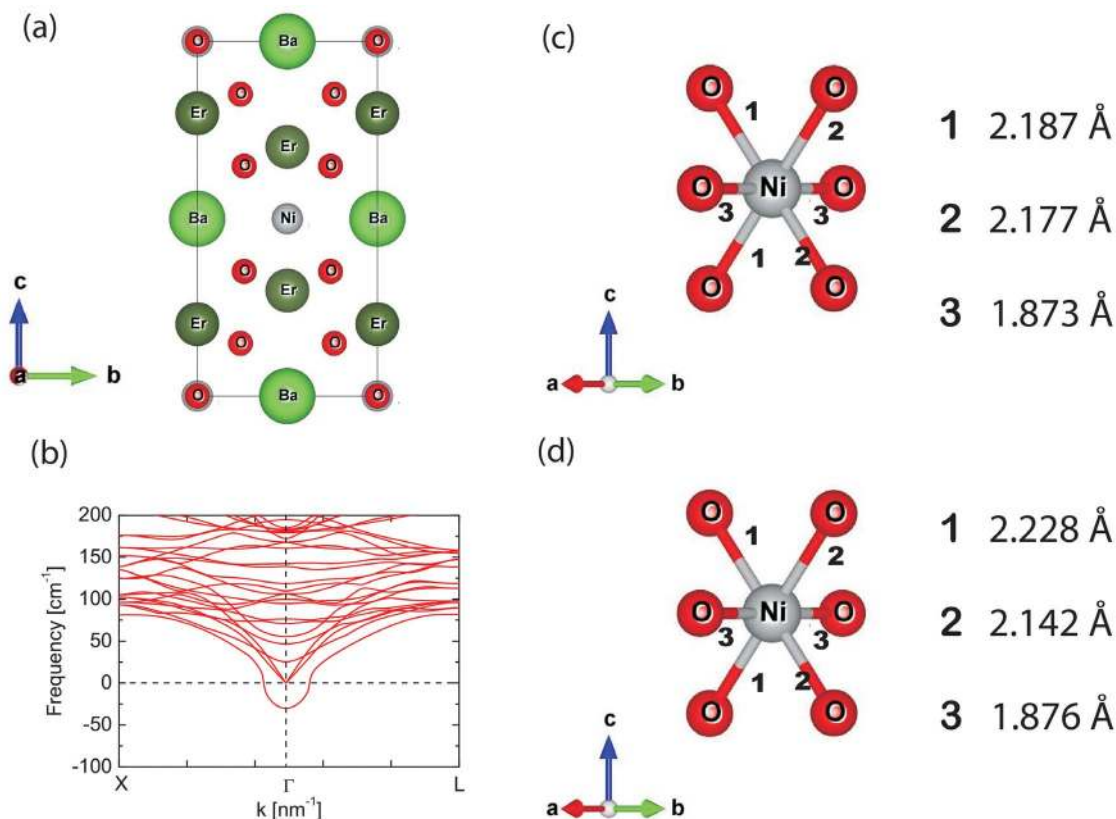 (a)
O Ba O
O O
Er Er
Er
O O
Ba Ni Ba
O O
Er
Er Er
O O
O Ba O
c
a b
(b)
200
150
100
50
0
-50
-100
Frequency [cm⁻¹]
X Γ L
k [nm⁻¹]
(c)
O O
1 2
O Ni O
3 3
1 2
O O
c
a b
1 2.187 Å
2 2.177 Å
3 1.873 Å
(d)
O O
1 2
O Ni O
3 3
1 2
O O
c
a b
1 2.228 Å
2 2.142 Å
3 1.876 Å